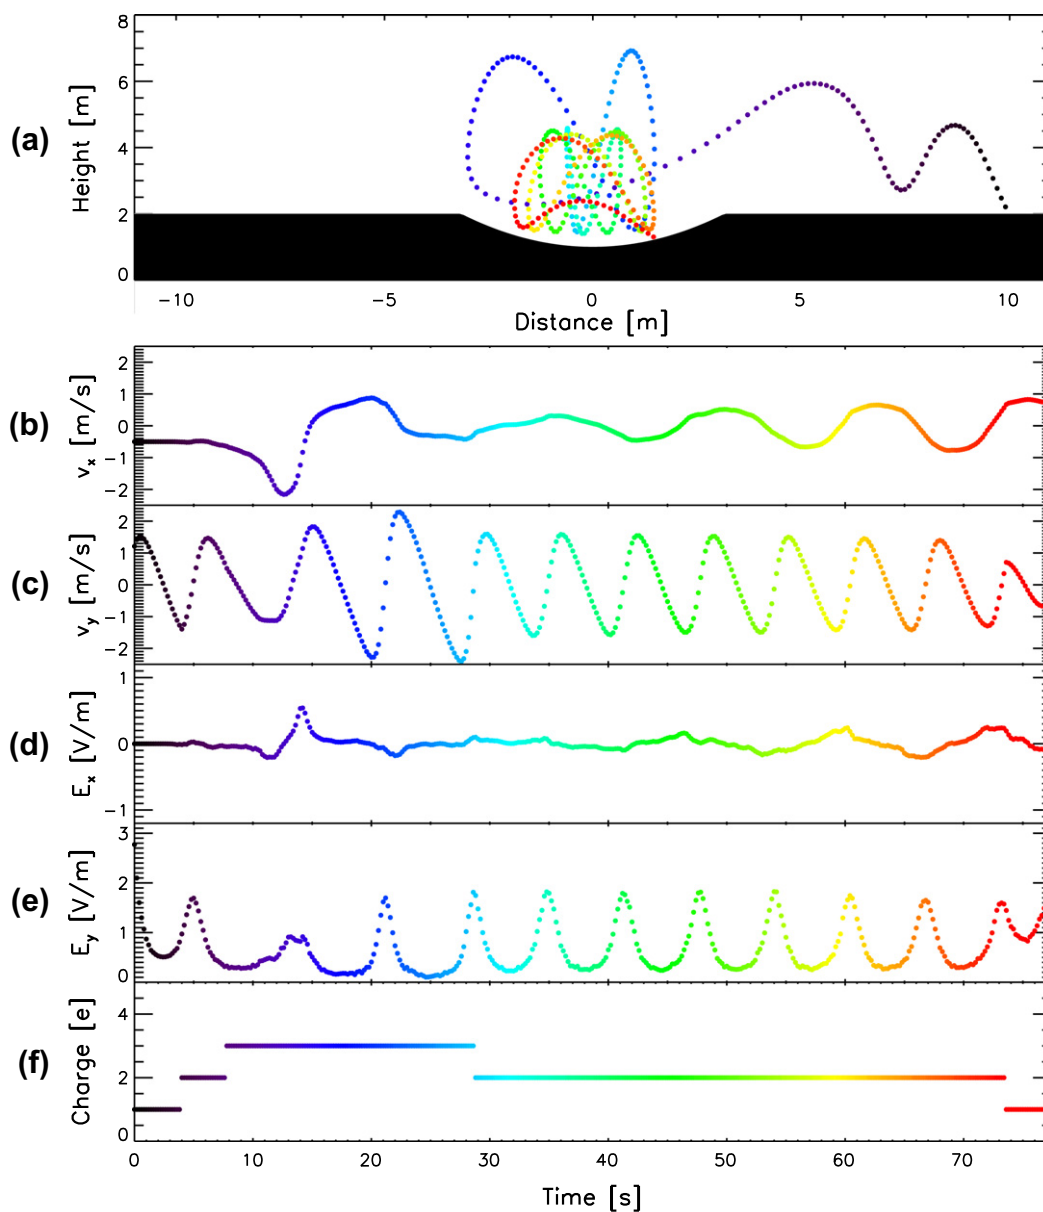 (a)
Height [m]
8
6
4
2
0
−10 −5 0 5 10
Distance [m]
(b)
v_x [m/s]
2
1
0
−1
−2
(c)
v_y [m/s]
2
1
0
−1
−2
(d)
E_x [V/m]
1
0
−1
(e)
E_y [V/m]
3
2
1
0
(f)
Charge [e]
4
2
0
0 10 20 30 40 50 60 70
Time [s]